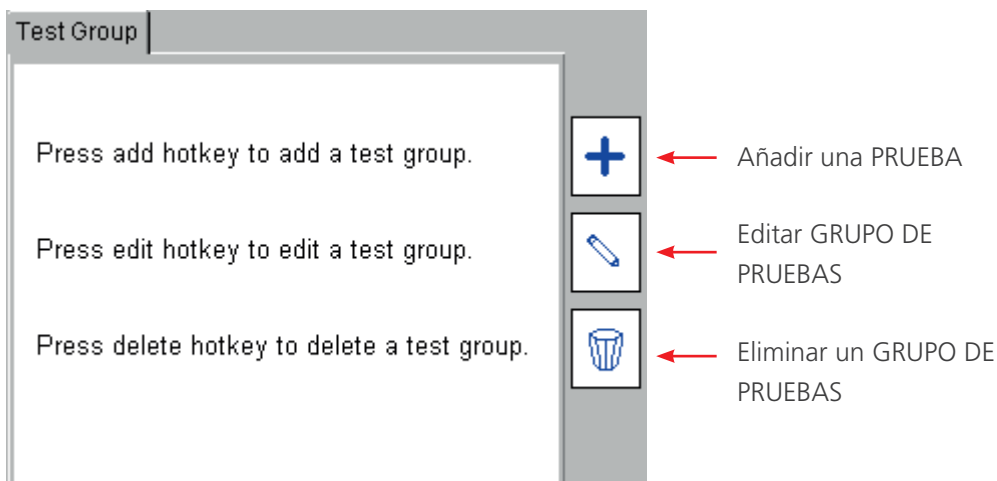 Test Group
Press add hotkey to add a test group.
Añadir una PRUEBA
Press edit hotkey to edit a test group.
Editar GRUPO DE
PRUEBAS
Press delete hotkey to delete a test group.
Eliminar un GRUPO DE
PRUEBAS